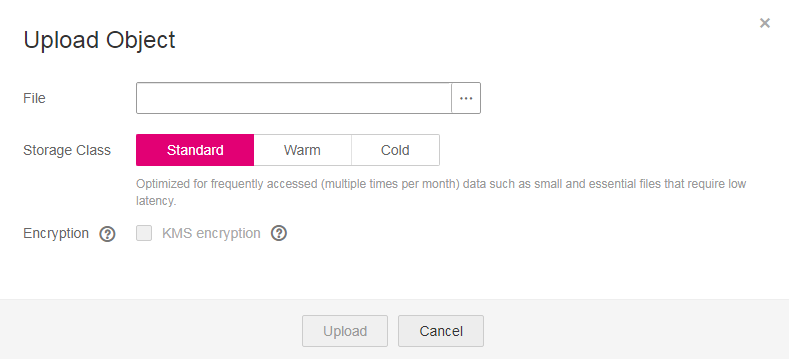 Upload Object
File
...
Storage Class Standard Warm Cold
Optimized for frequently accessed (multiple times per month) data such as small and essential files that require low
latency.
Encryption ? KMS encryption ?
Upload Cancel